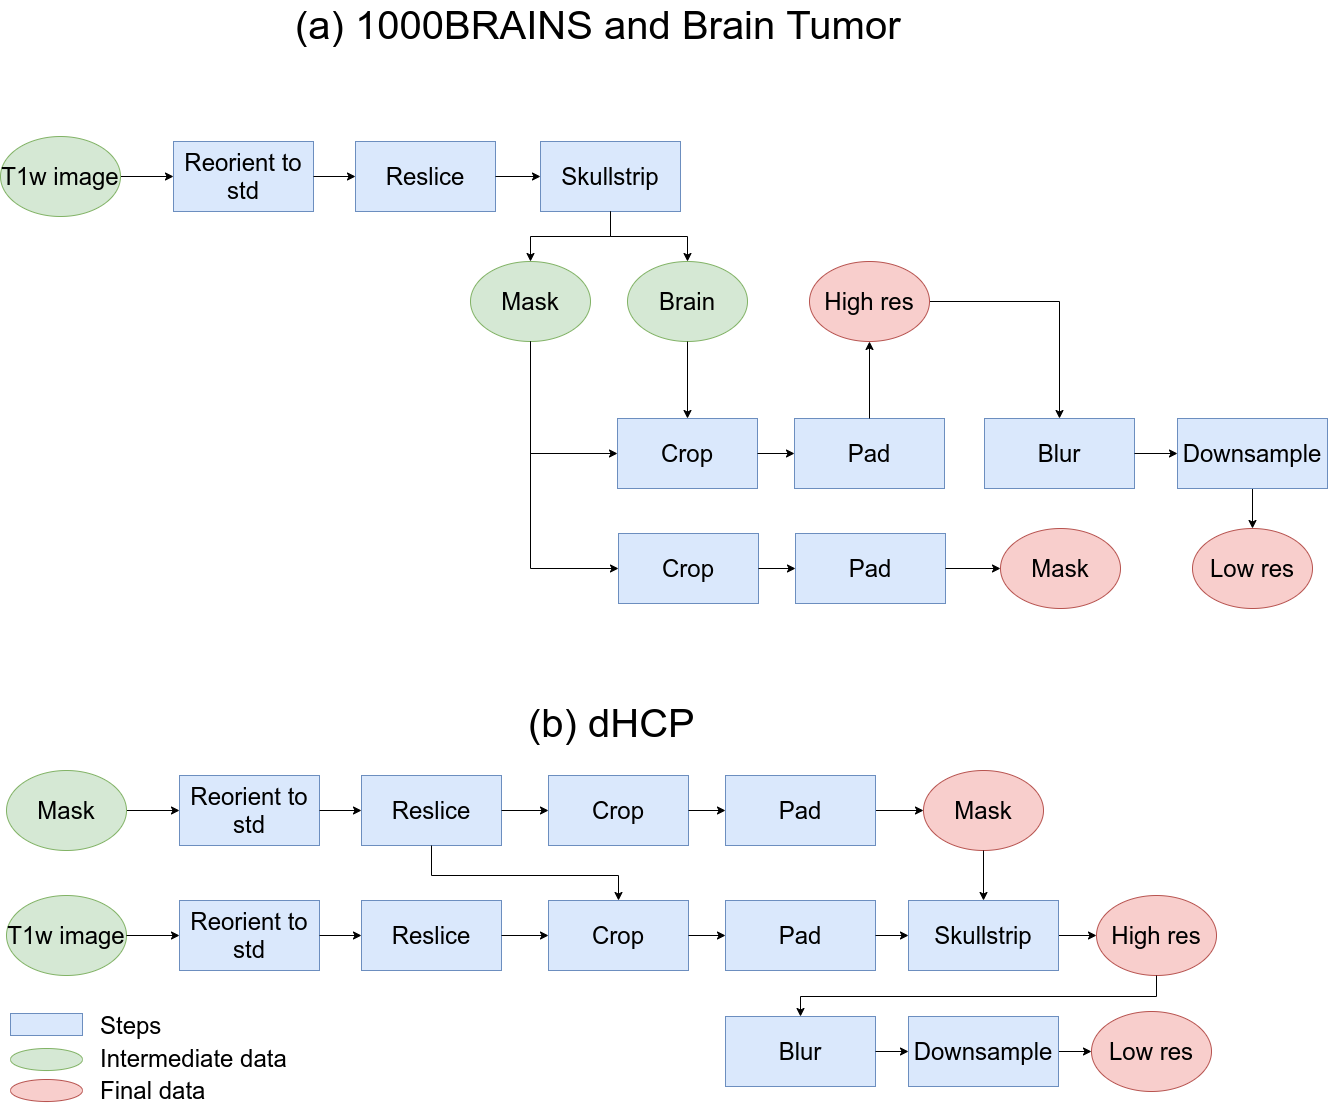 (a) 1000BRAINS and Brain Tumor
T1w image
Reorient to
std
Reslice
Skullstrip
Mask
Brain
High res
Crop
Pad
Blur
Downsample
Crop
Pad
Mask
Low res
(b) dHCP
Mask
Reorient to
std
Reslice
Crop
Pad
Mask
T1w image
Reorient to
std
Reslice
Crop
Pad
Skullstrip
High res
Blur
Downsample
Low res
Steps
Intermediate data
Final data